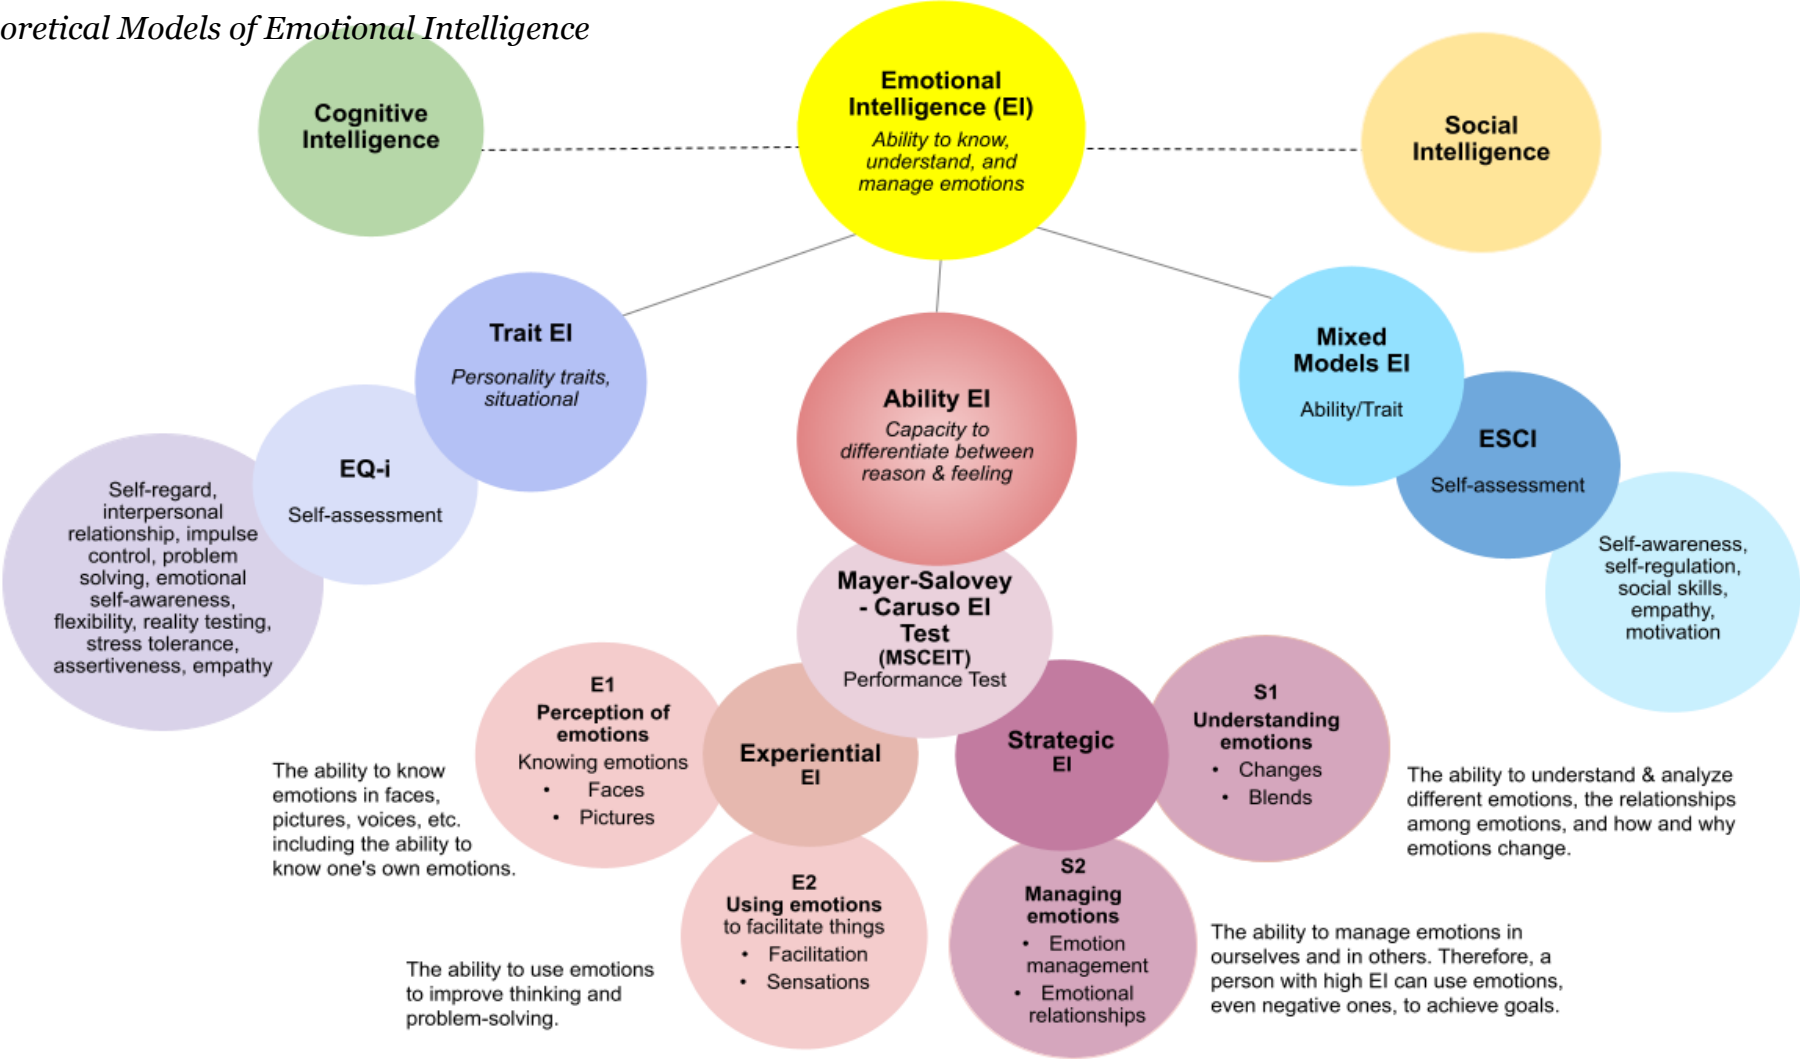 oretical Models of Emotional Intelligence
Cognitive
Intelligence
Emotional
Intelligence (EI)
Ability to know,
understand, and
manage emotions
Social
Intelligence
Trait EI
Personality traits,
situational
Ability EI
Capacity to
differentiate between
reason & feeling
Mixed
Models EI
Ability/Trait
EQ-i
Self-assessment
ESCI
Self-assessment
Self-regard,
interpersonal
relationship, impulse
control, problem
solving, emotional
self-awareness,
flexibility, reality testing,
stress tolerance,
assertiveness, empathy
Self-awareness,
self-regulation,
social skills,
empathy,
motivation
Mayer-Salovey
- Caruso EI
Test
(MSCEIT)
Performance Test
E1
Perception of
emotions
Knowing emotions
• Faces
• Pictures
Experiential
EI
Strategic
EI
S1
Understanding
emotions
• Changes
• Blends
The ability to know
emotions in faces,
pictures, voices, etc.
including the ability to
know one's own emotions.
The ability to understand & analyze
different emotions, the relationships
among emotions, and how and why
emotions change.
E2
Using emotions
to facilitate things
• Facilitation
• Sensations
S2
Managing
emotions
• Emotion
management
• Emotional
relationships
The ability to use emotions
to improve thinking and
problem-solving.
The ability to manage emotions in
ourselves and in others. Therefore, a
person with high EI can use emotions,
even negative ones, to achieve goals.